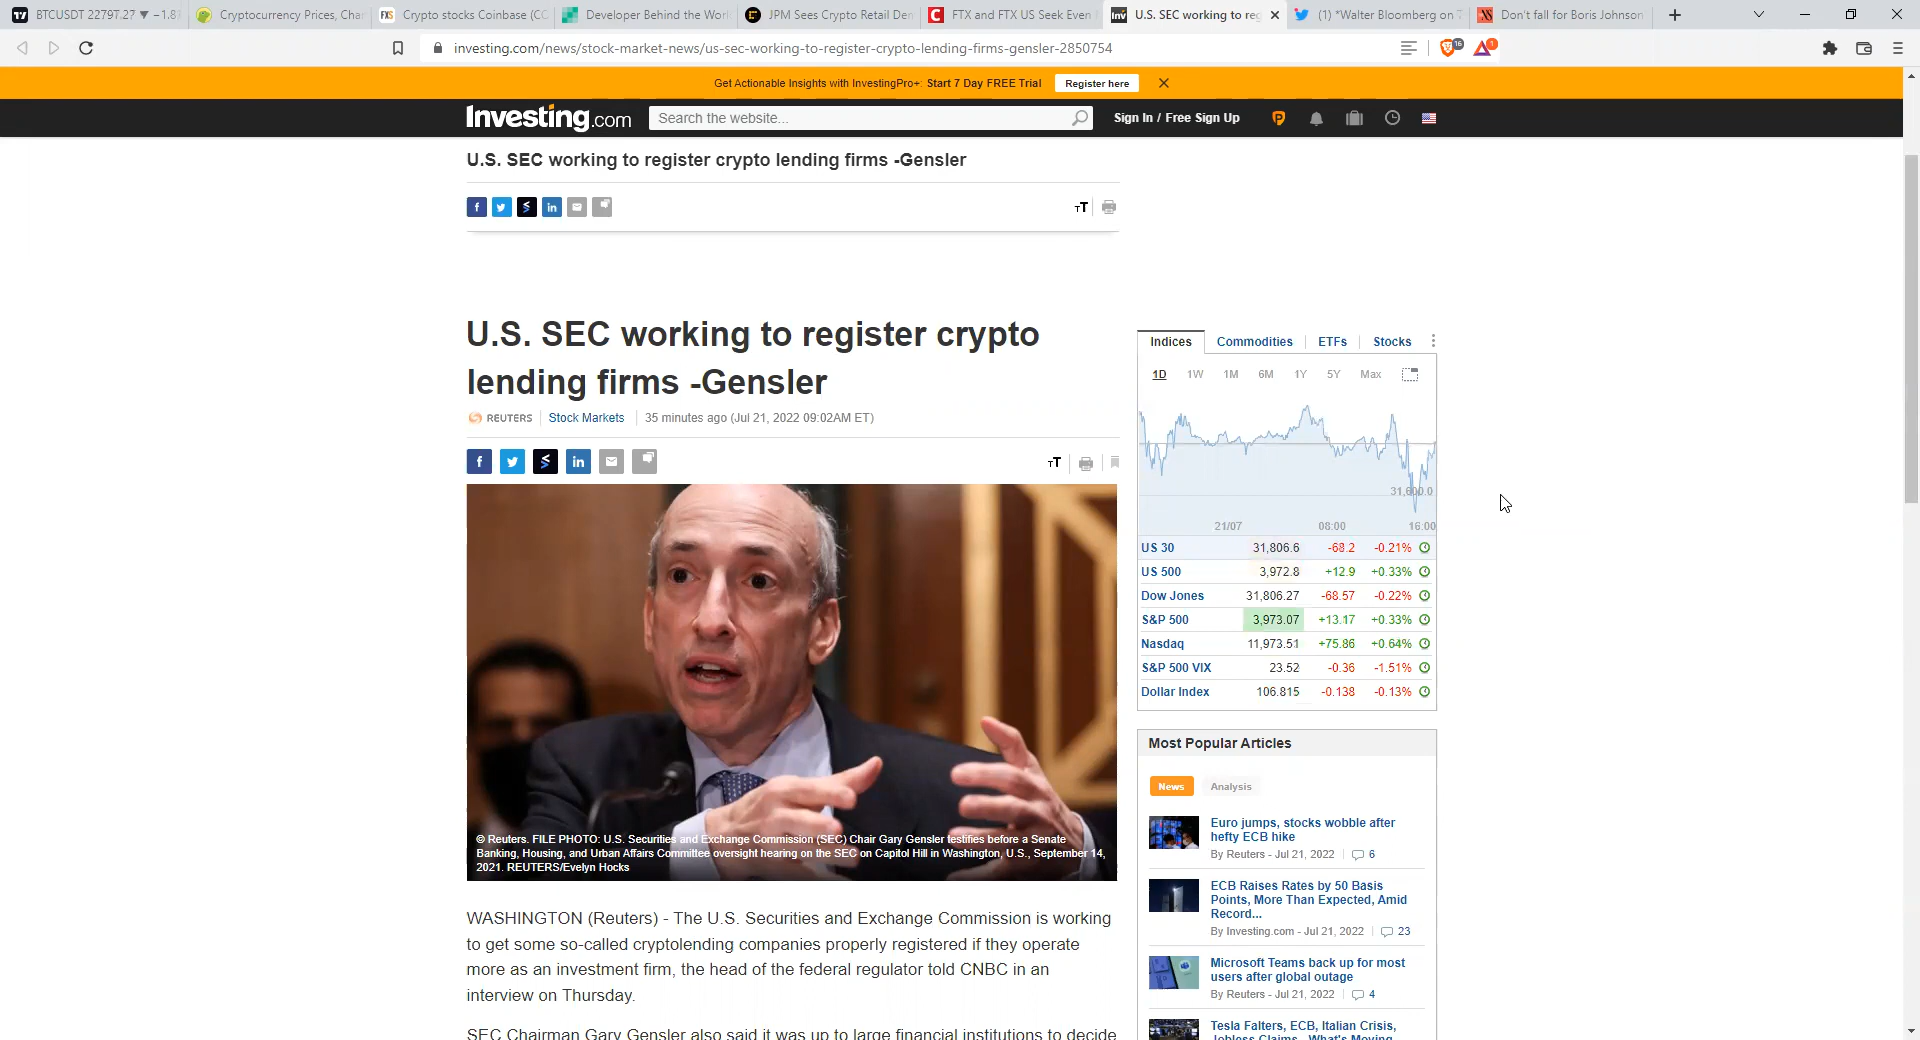 BTCUSDT 22797.27 ▼ −1.8
Cryptocurrency Prices, Cha
Crypto stocks Coinbase (CO
Developer Behind the Worl
JPM Sees Crypto Retail De
FTX and FTX US Seek Even
U.S. SEC working to reg
(1) *Walter Bloomberg on
Don't fall for Boris Johnson
investing.com/news/stock-market-news/us-sec-working-to-register-crypto-lending-firms-gensler-2850754
16
1
Get Actionable Insights with InvestingPro+: Start 7 Day FREE Trial
Register here
Investing.com
Search the website...
Sign In / Free Sign Up
U.S. SEC working to register crypto lending firms -Gensler
U.S. SEC working to register crypto
lending firms -Gensler
REUTERS
Stock Markets
35 minutes ago (Jul 21, 2022 09:02AM ET)
© Reuters. FILE PHOTO: U.S. Securities and Exchange Commission (SEC) Chair Gary Gensler testifies before a Senate
Banking, Housing, and Urban Affairs Committee oversight hearing on the SEC on Capitol Hill in Washington, U.S., September 14,
2021. REUTERS/Evelyn Hocks
WASHINGTON (Reuters) - The U.S. Securities and Exchange Commission is working
to get some so-called cryptolending companies properly registered if they operate
more as an investment firm, the head of the federal regulator told CNBC in an
interview on Thursday.
SEC Chairman Gary Gensler also said it was up to large financial institutions to decide
Indices Commodities ETFs Stocks
1D 1W 1M 6M 1Y 5Y Max
31,600.0
21/07 08:00 16:00
US 30 31,806.6 -68.2 -0.21%
US 500 3,972.8 +12.9 +0.33%
Dow Jones 31,806.27 -68.57 -0.22%
S&P 500 3,973.07 +13.17 +0.33%
Nasdaq 11,973.51 +75.86 +0.64%
S&P 500 VIX 23.52 -0.36 -1.51%
Dollar Index 106.815 -0.138 -0.13%
Most Popular Articles
News Analysis
Euro jumps, stocks wobble after
hefty ECB hike
By Reuters - Jul 21, 2022 6
ECB Raises Rates by 50 Basis
Points, More Than Expected, Amid
Record...
By Investing.com - Jul 21, 2022 23
Microsoft Teams back up for most
users after global outage
By Reuters - Jul 21, 2022 4
Tesla Falters, ECB, Italian Crisis,
Jobless Claims - What's Moving